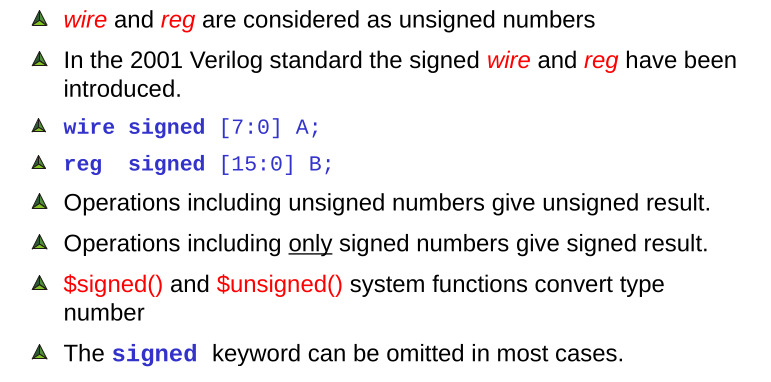 wire and reg are considered as unsigned numbers
In the 2001 Verilog standard the signed wire and reg have been
introduced.
wire signed [7:0] A;
reg  signed [15:0] B;
Operations including unsigned numbers give unsigned result.
Operations including only signed numbers give signed result.
$signed() and $unsigned() system functions convert type
number
The signed  keyword can be omitted in most cases.